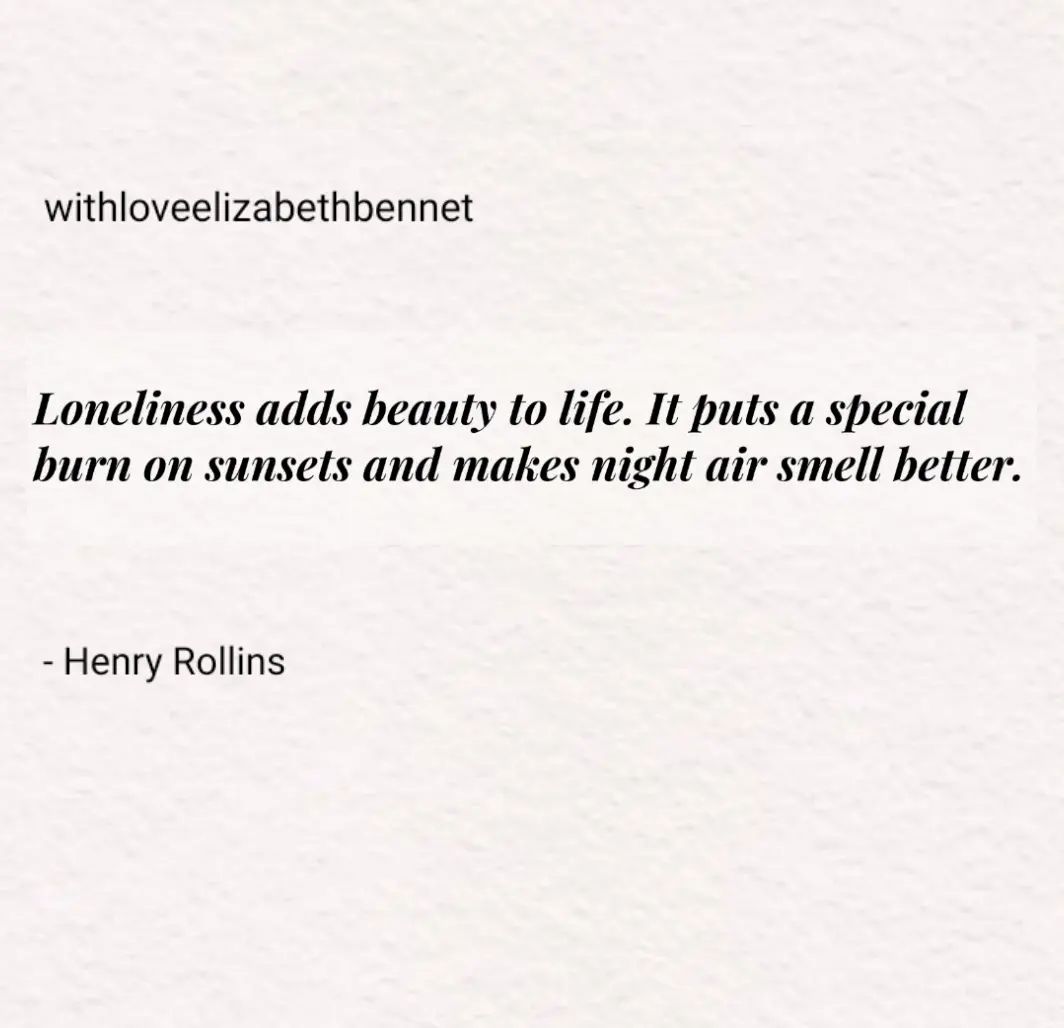 withloveelizabethbennet
Loneliness adds beauty to life. It puts a special
burn on sunsets and makes night air smell better.
- Henry Rollins